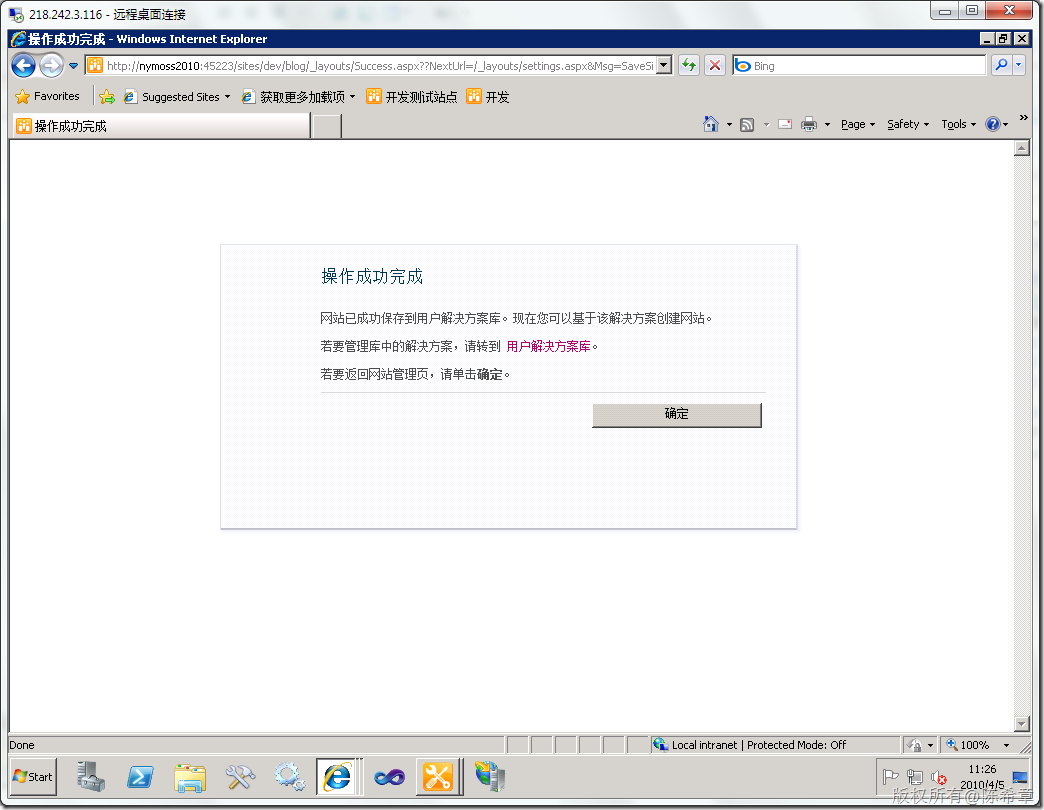 218.242.3.116 - 远程桌面连接
操作成功完成 - Windows Internet Explorer
http://nymoss2010:45223/sites/dev/blog/_layouts/Success.aspx??NextUrl=/_layouts/settings.aspx&Msg=SaveSi
Bing
Favorites
Suggested Sites
获取更多加载项
开发测试站点
开发
操作成功完成
Page
Safety
Tools
»
操作成功完成
网站已成功保存到用户解决方案库。现在您可以基于该解决方案创建网站。
若要管理库中的解决方案，请转到 用户解决方案库。
若要返回网站管理页，请单击确定。
确定
Done
Local intranet | Protected Mode: Off
100%
Start
11:26
2010/4/5
版权所有@陈希章